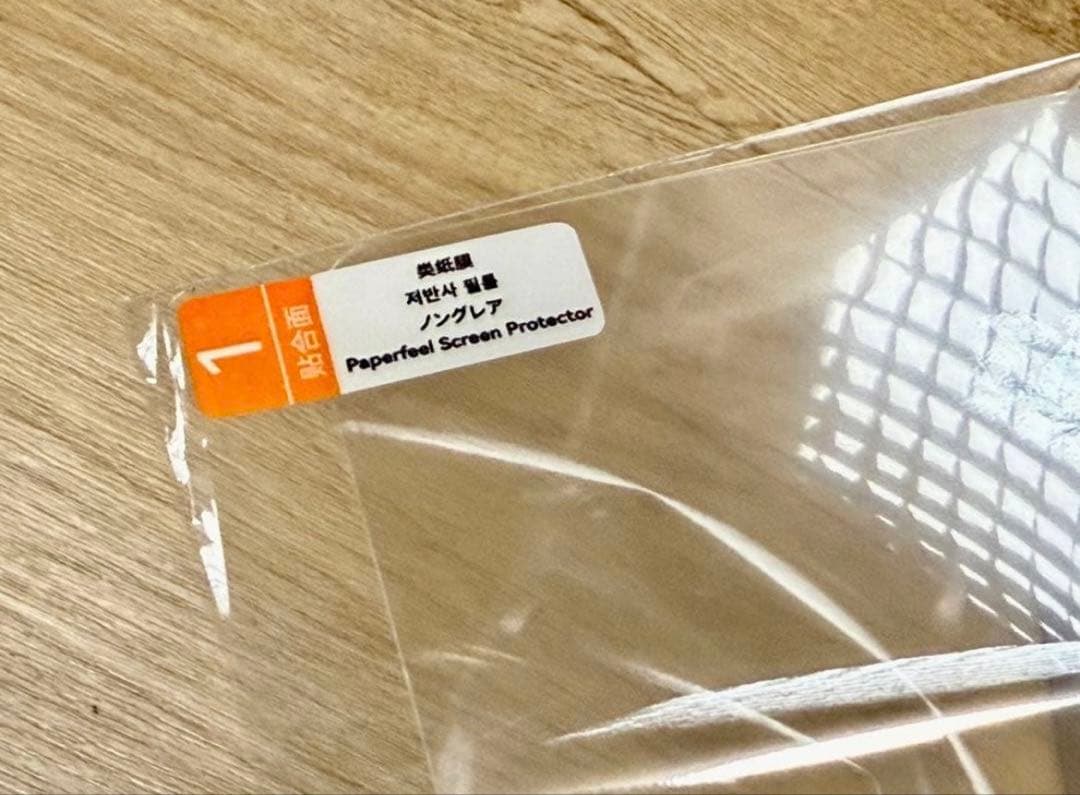 1
贴合面
类纸膜
저반사 필름
ノングレア
Paperfeel Screen Protector